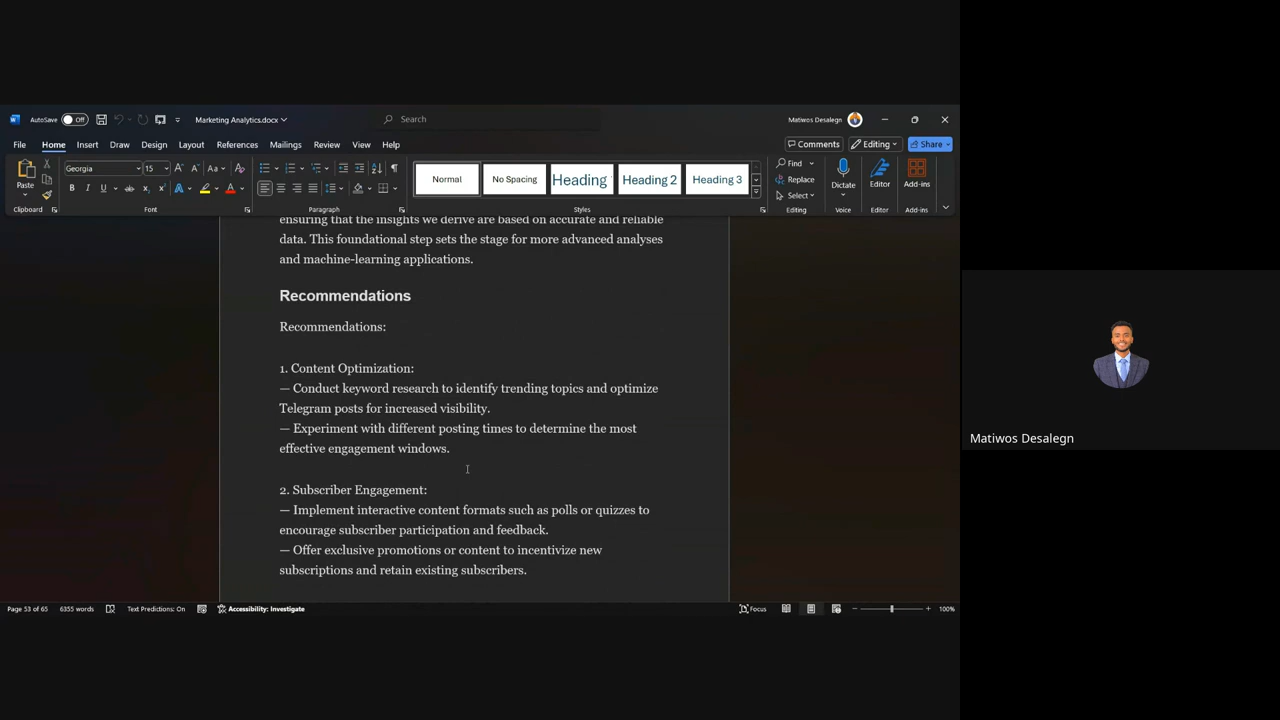 AutoSave Off Marketing Analytics.docx Search Matiwos Desalegn
File Home Insert Draw Design Layout References Mailings Review View Help Comments Editing Share
Paste Georgia 15 Aa Normal No Spacing Heading Heading 2 Heading 3 Find Replace Select Dictate Editor Add-ins
Clipboard Font Paragraph Styles Editing Voice Editor Add-ins
ensuring that the insights we derive are based on accurate and reliable
data. This foundational step sets the stage for more advanced analyses
and machine-learning applications.
Recommendations
Recommendations:
1. Content Optimization:
— Conduct keyword research to identify trending topics and optimize
Telegram posts for increased visibility.
— Experiment with different posting times to determine the most
effective engagement windows.
2. Subscriber Engagement:
— Implement interactive content formats such as polls or quizzes to
encourage subscriber participation and feedback.
— Offer exclusive promotions or content to incentivize new
subscriptions and retain existing subscribers.
Page 53 of 65 6355 words Text Predictions: On Accessibility: Investigate Focus 100%
Matiwos Desalegn